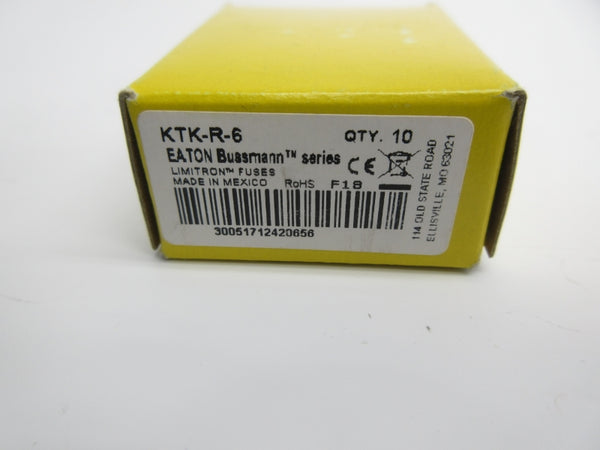 KTK-R-6 QTY. 10
EATON Bussmann™ series
LIMITRON™ FUSES
MADE IN MEXICO RoHS F18
CE
30051712420656
114 OLD STATE ROAD
ELLISVILLE, MO 63021